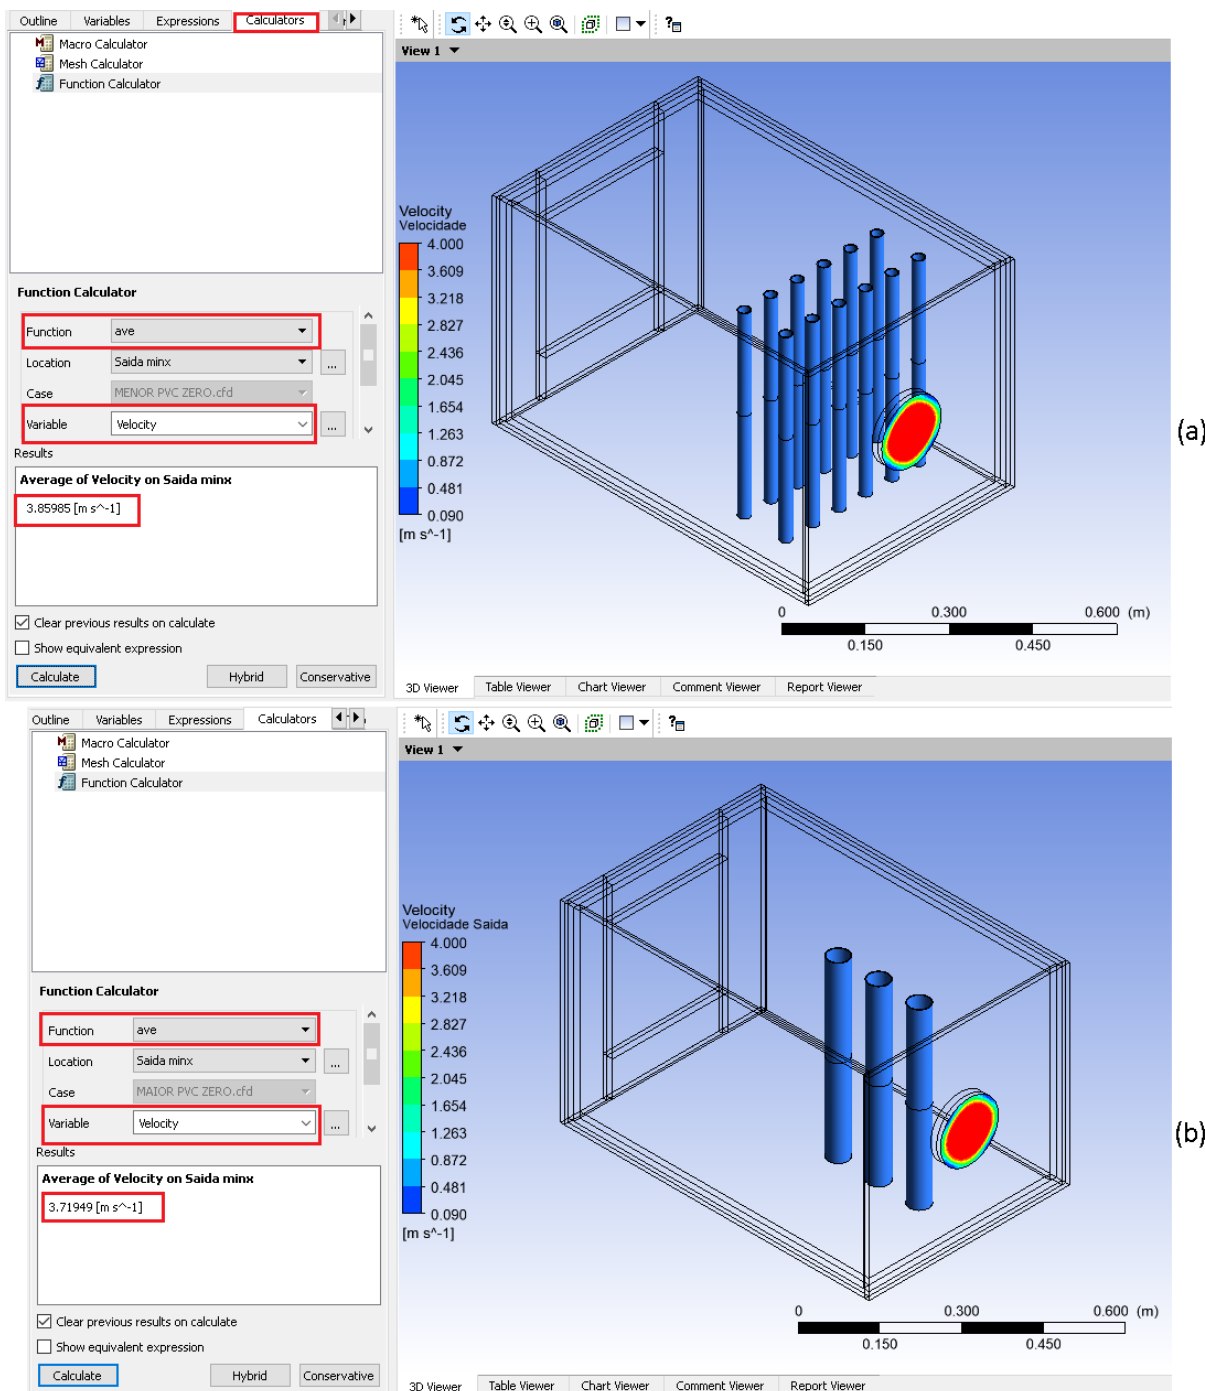 Outline Variables Expressions Calculators
Macro Calculator
Mesh Calculator
Function Calculator
Function Calculator
Function ave
Location Saida minx ...
Case MENOR PVC ZERO.cfd
Variable Velocity ...
Results
Average of Velocity on Saida minx
3.85985 [m s^-1]
Clear previous results on calculate
Show equivalent expression
Calculate Hybrid Conservative
View 1
Velocity
Velocidade
4.000
3.609
3.218
2.827
2.436
2.045
1.654
1.263
0.872
0.481
0.090
[m s^-1]
0 0.300 0.600 (m)
0.150 0.450
3D Viewer Table Viewer Chart Viewer Comment Viewer Report Viewer
(a)
Outline Variables Expressions Calculators
Macro Calculator
Mesh Calculator
Function Calculator
Function Calculator
Function ave
Location Saida minx ...
Case MAIOR PVC ZERO.cfd
Variable Velocity ...
Results
Average of Velocity on Saida minx
3.71949 [m s^-1]
Clear previous results on calculate
Show equivalent expression
Calculate Hybrid Conservative
View 1
Velocity
Velocidade Saida
4.000
3.609
3.218
2.827
2.436
2.045
1.654
1.263
0.872
0.481
0.090
[m s^-1]
0 0.300 0.600 (m)
0.150 0.450
3D Viewer Table Viewer Chart Viewer Comment Viewer Report Viewer
(b)